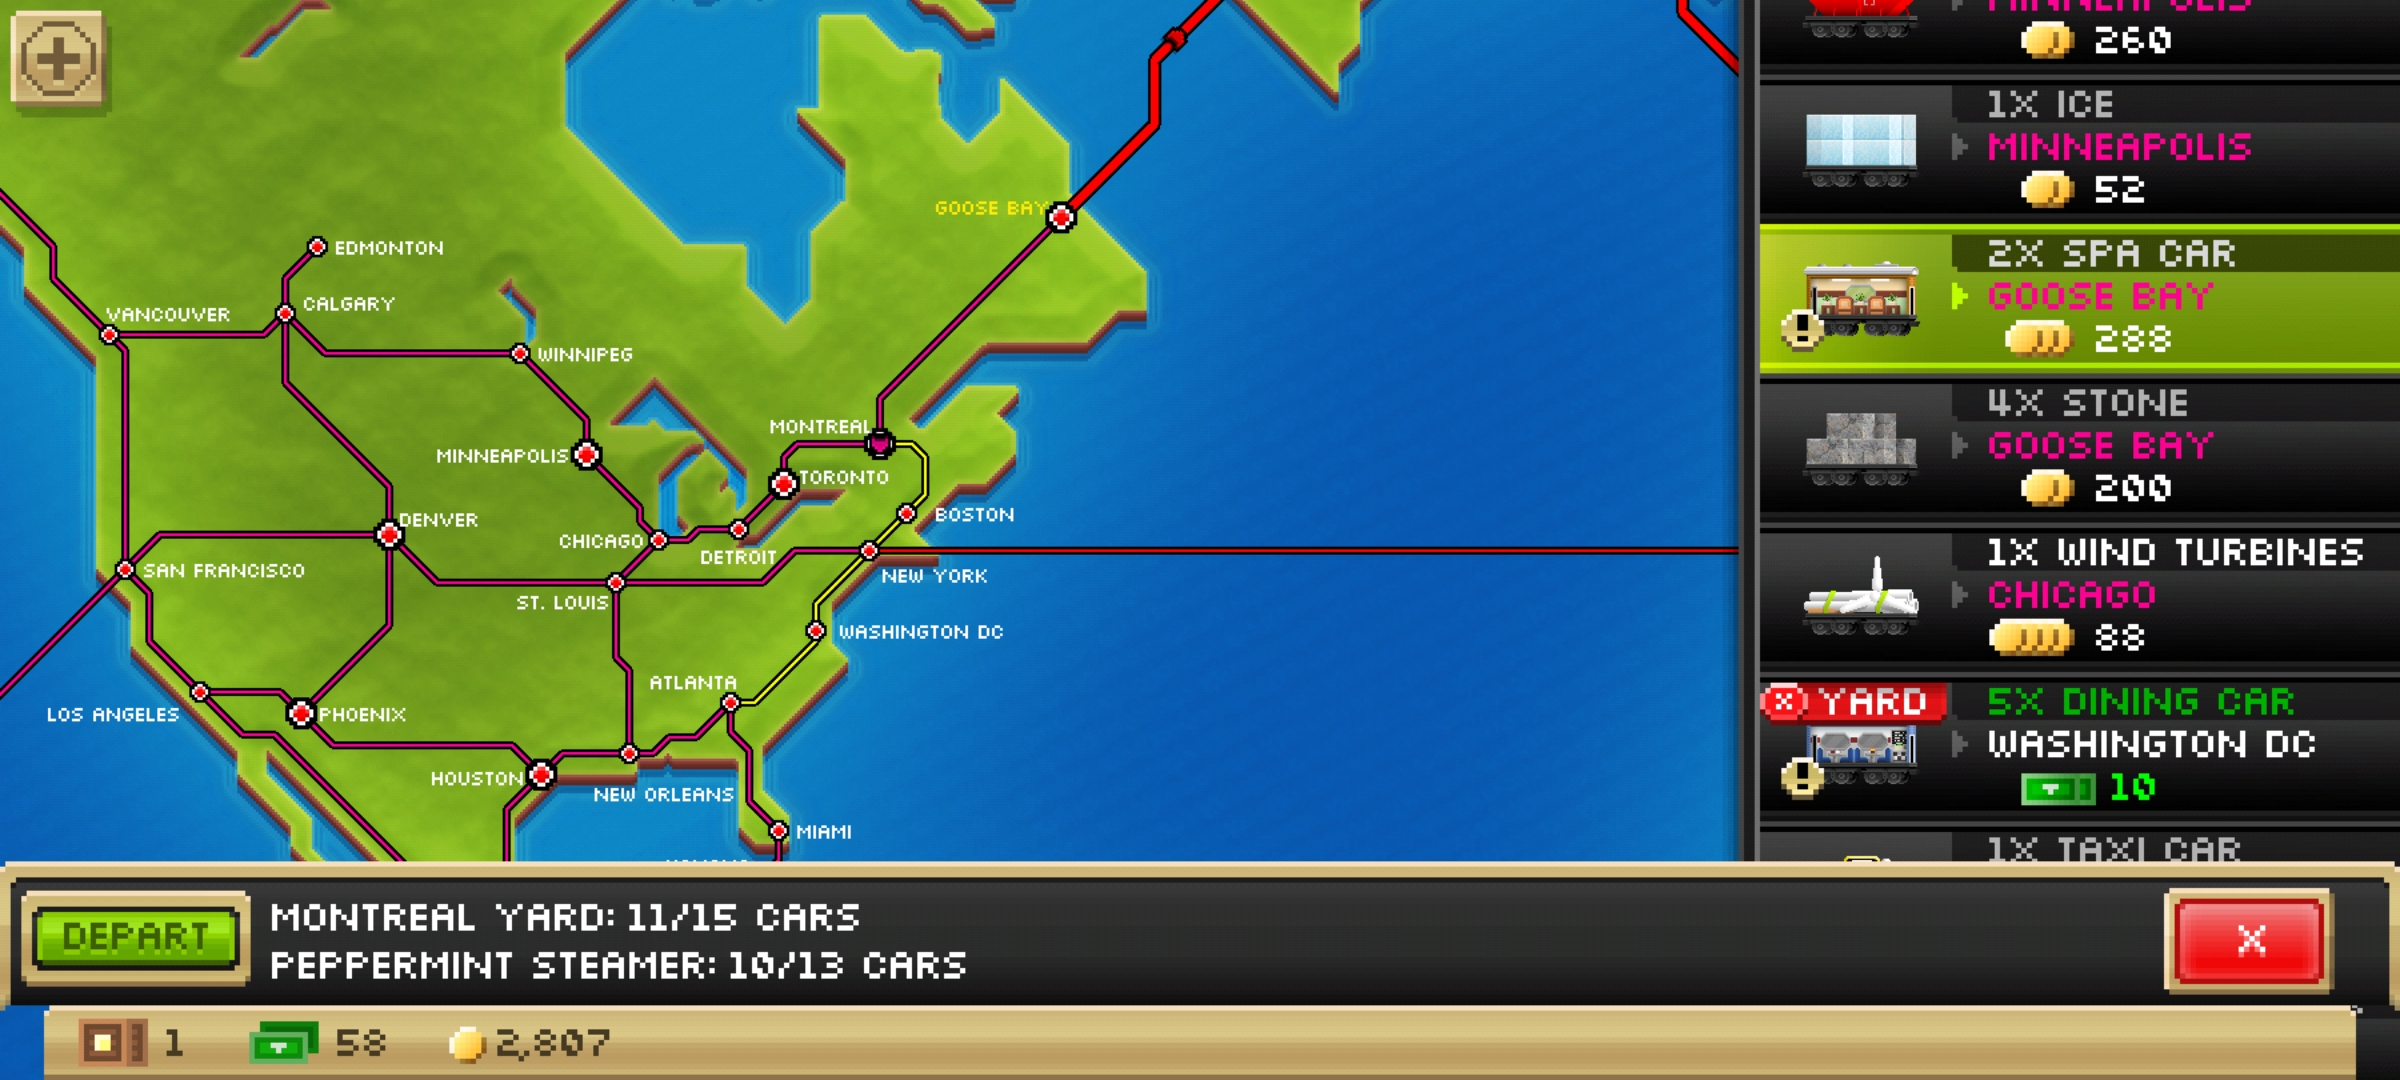 GOOSE BAY
EDMONTON
CALGARY
VANCOUVER
WINNIPEG
MONTREAL
MINNEAPOLIS
TORONTO
BOSTON
DENVER
CHICAGO
DETROIT
SAN FRANCISCO
NEW YORK
ST. LOUIS
WASHINGTON DC
ATLANTA
LOS ANGELES
PHOENIX
HOUSTON
NEW ORLEANS
MIAMI
MINNEAPOLIS
260
1X ICE
MINNEAPOLIS
52
2X SPA CAR
GOOSE BAY
288
4X STONE
GOOSE BAY
200
1X WIND TURBINES
CHICAGO
88
X YARD
5X DINING CAR
WASHINGTON DC
10
1X TAXI CAR
DEPART
MONTREAL YARD: 11/15 CARS
PEPPERMINT STEAMER: 10/13 CARS
X
1
58
2,807